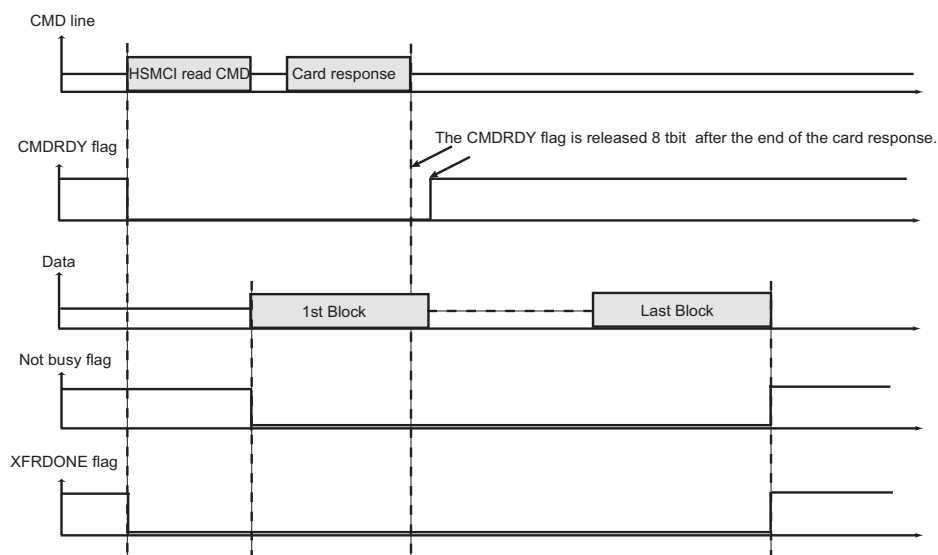 CMD line
HSMCI read CMD
Card response
The CMDRDY flag is released 8 tbit after the end of the card response.
CMDRDY flag
Data
1st Block
Last Block
Not busy flag
XFRDONE flag